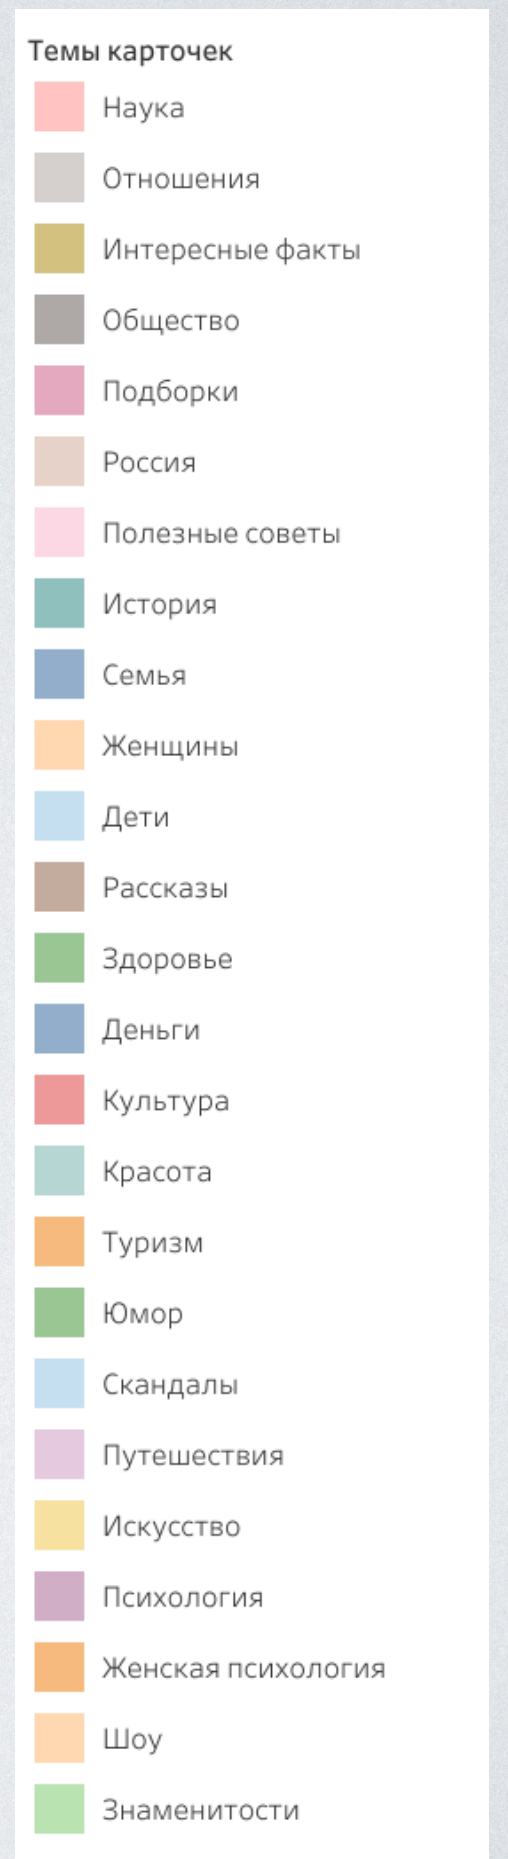 Темы карточек
Наука
Отношения
Интересные факты
Общество
Подборки
Россия
Полезные советы
История
Семья
Женщины
Дети
Рассказы
Здоровье
Деньги
Культура
Красота
Туризм
Юмор
Скандалы
Путешествия
Искусство
Психология
Женская психология
Шоу
Знаменитости